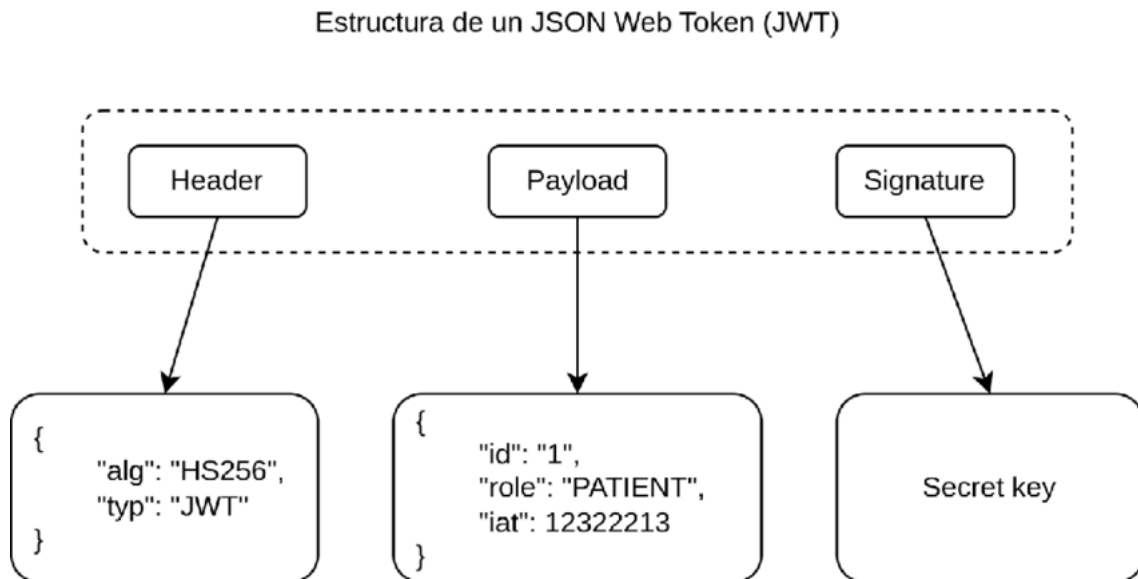 Estructura de un JSON Web Token (JWT)
Header
Payload
Signature
{
"alg": "HS256",
"typ": "JWT"
}
{
"id": "1",
"role": "PATIENT",
"iat": 12322213
}
Secret key